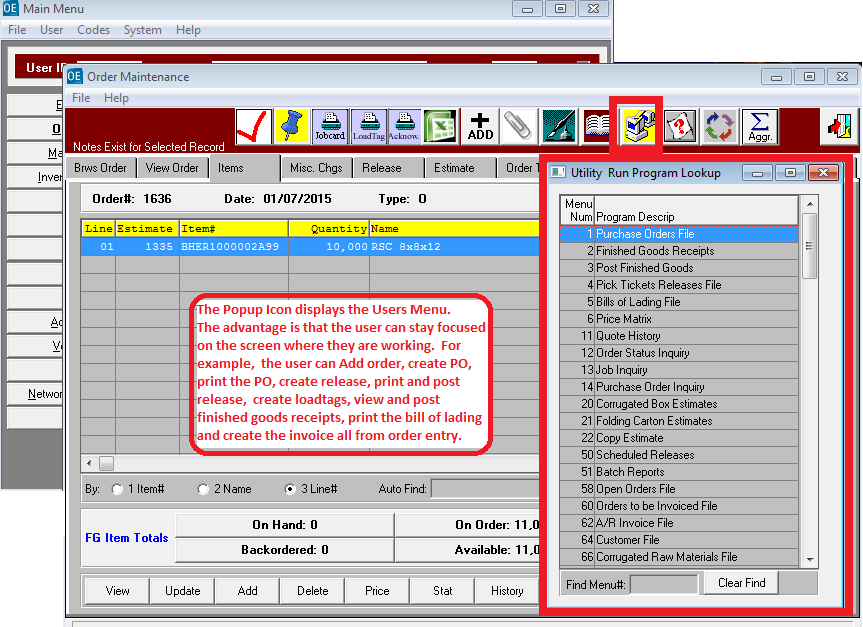 OE Main Menu
File User Codes System Help
User I
E
O
Ma
Inver
Ac
V
Networ
OE Order Maintenance
File Help
Notes Exist for Selected Record
Jobcard LoadTag Acknow. ADD Aggr.
Brws Order View Order Items Misc. Chgs Release Estimate Order T
Order#: 1636 Date: 01/07/2015 Type: O
Line Estimate Item# Quantity Name
01 1335 BHER1000002A99 10,000 RSC 8x8x12
The Popup Icon displays the Users Menu.
The advantage is that the user can stay focused
on the screen where they are working. For
example, the user can Add order, create PO,
print the PO, create release, print and post
release, create loadtags, view and post
finished goods receipts, print the bill of lading
and create the invoice all from order entry.
By: 1 Item# 2 Name 3 Line# Auto Find:
FG Item Totals
On Hand: 0 On Order: 11,0
Backordered: 0 Available: 11,0
View Update Add Delete Price Stat History
Utility Run Program Lookup
Menu
Num Program Descrip
1 Purchase Orders File
2 Finished Goods Receipts
3 Post Finished Goods
4 Pick Tickets Releases File
5 Bills of Lading File
6 Price Matrix
11 Quote History
12 Order Status Inquiry
13 Job Inquiry
14 Purchase Order Inquiry
20 Corrugated Box Estimates
21 Folding Carton Estimates
22 Copy Estimate
50 Scheduled Releases
51 Batch Reports
58 Open Orders File
60 Orders to be Invoiced File
62 A/R Invoice File
64 Customer File
66 Corrugated Raw Materials File
Find Menu#: Clear Find